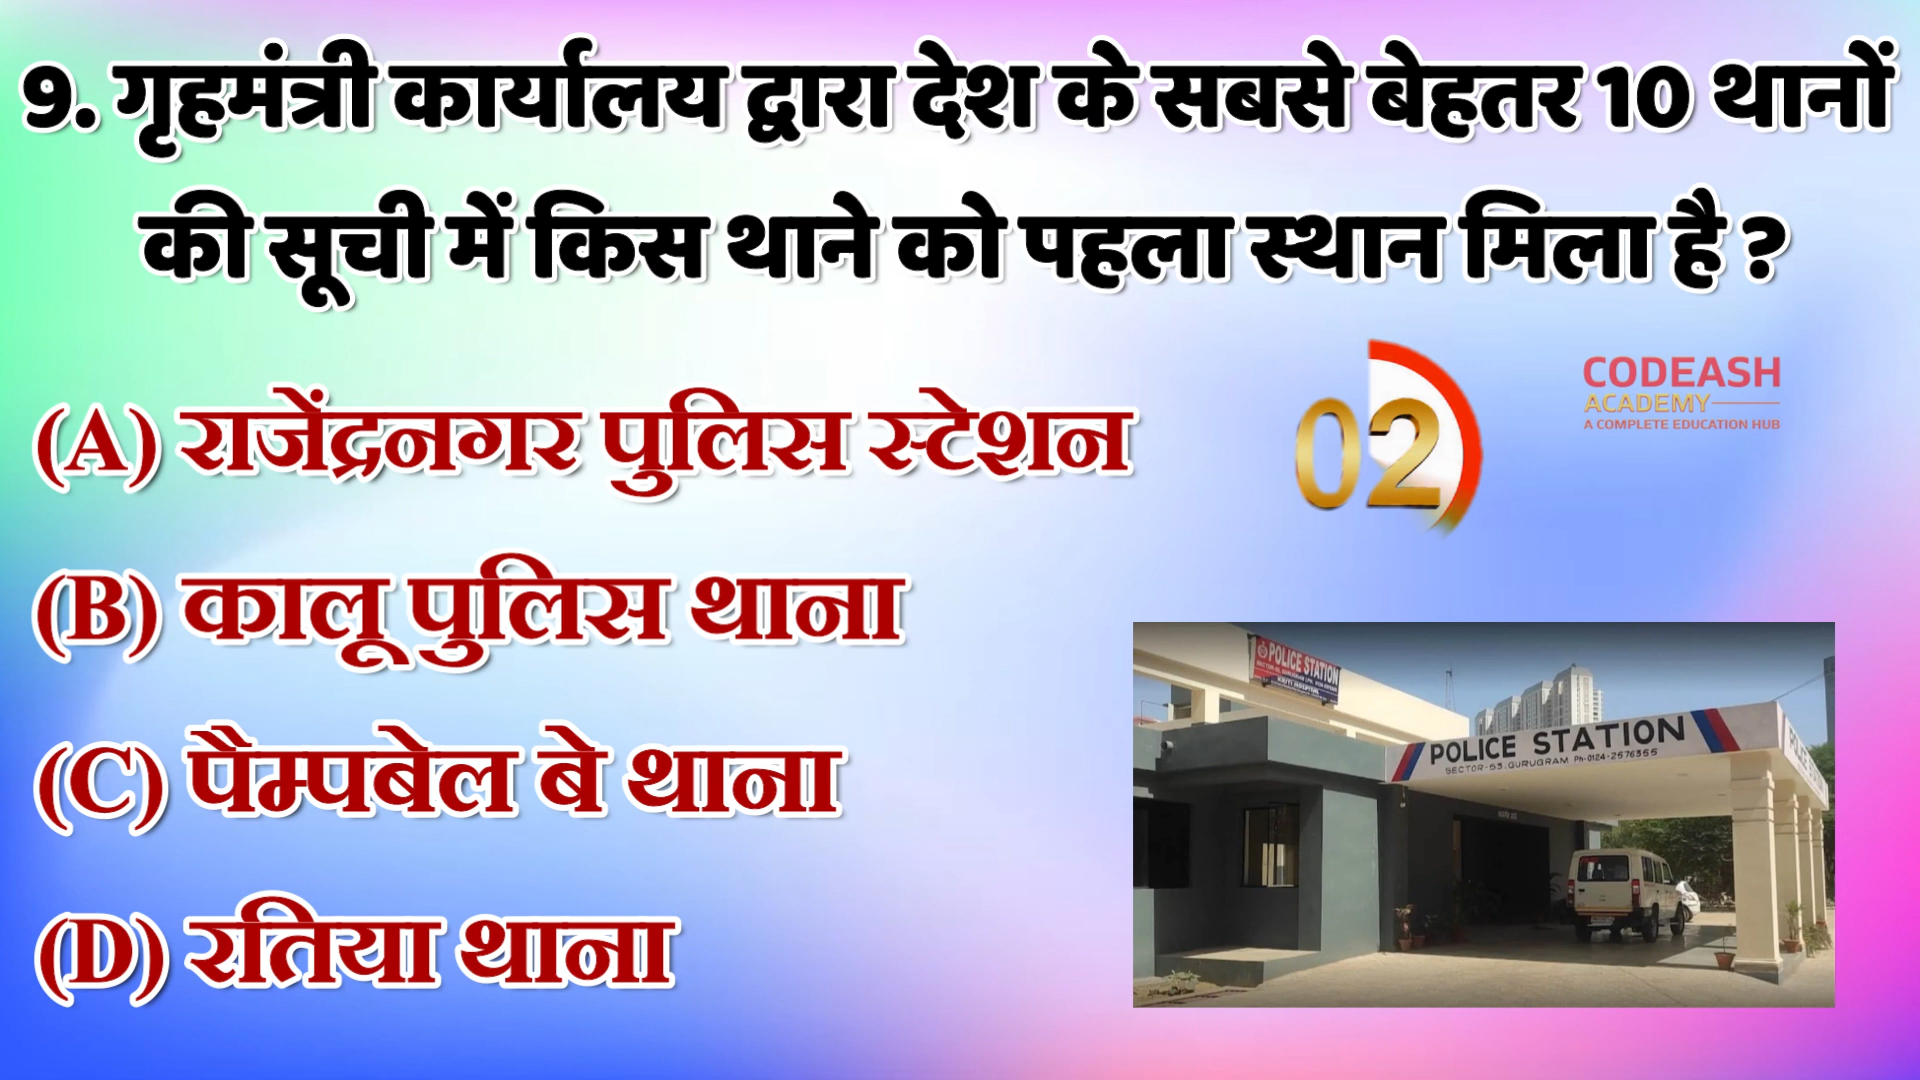 9. गृहमंत्री कार्यालय द्वारा देश के सबसे बेहतर 10 थानों
की सूची में किस थाने को पहला स्थान मिला है ?
(A) राजेंद्रनगर पुलिस स्टेशन
02
CODEASH
ACADEMY
A COMPLETE EDUCATION HUB
(B) कालू पुलिस थाना
POLICE STATION
POLICE STATION
SECTOR-53, GURUGRAM Ph-0124-2576355
(C) पैम्पबेल बे थाना
(D) रतिया थाना